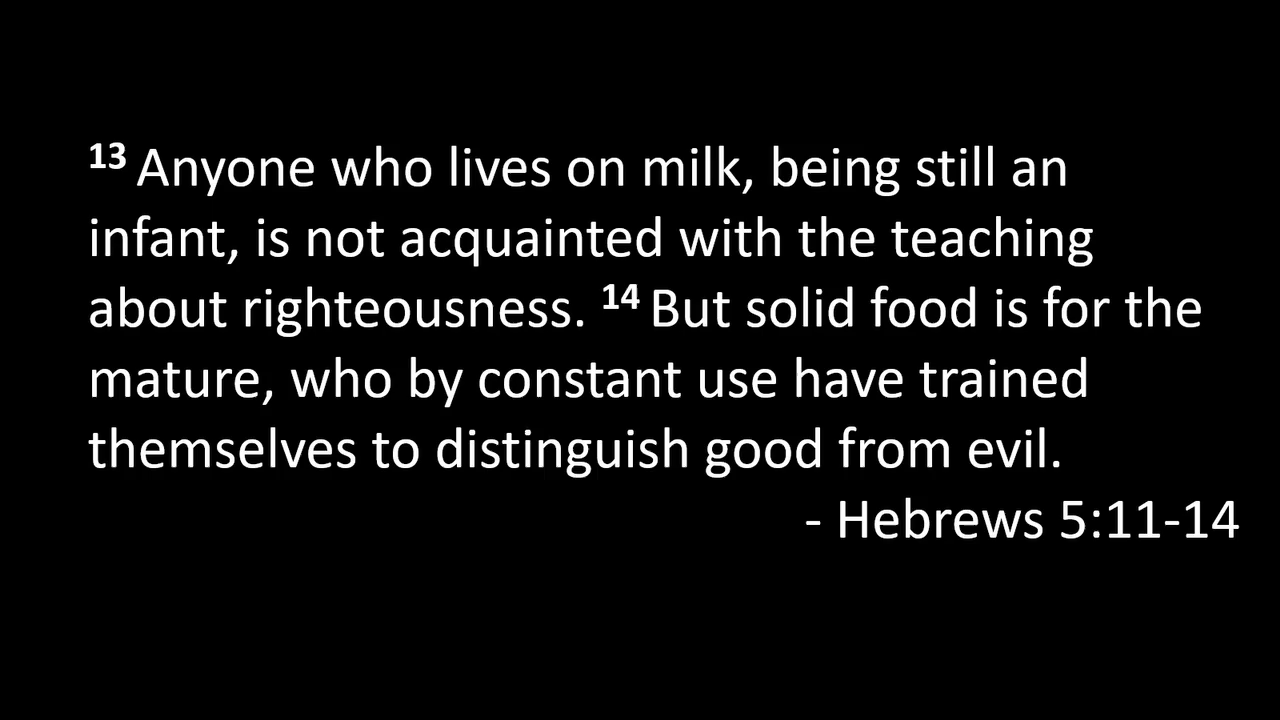 13 Anyone who lives on milk, being still an
infant, is not acquainted with the teaching
about righteousness. 14 But solid food is for the
mature, who by constant use have trained
themselves to distinguish good from evil.
- Hebrews 5:11-14